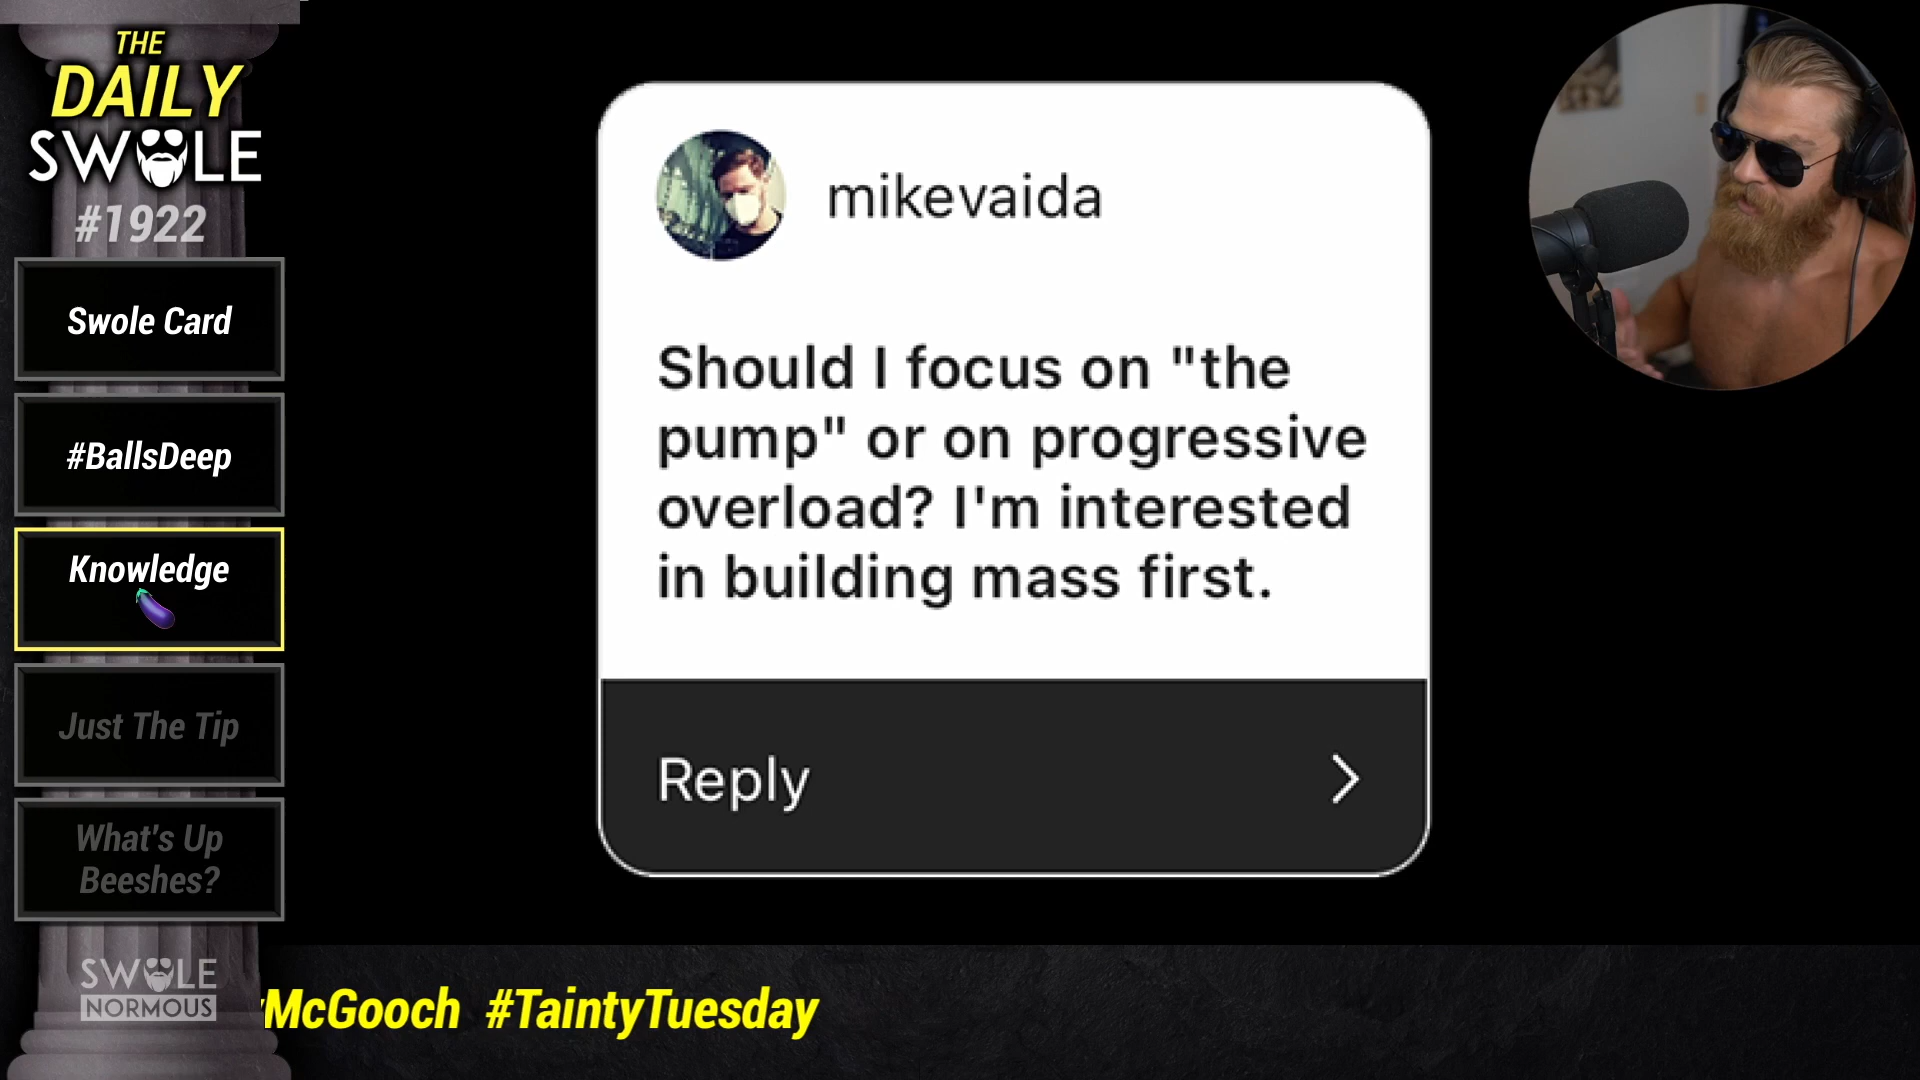 THE
DAILY
SWOLE
#1922
Swole Card
#BallsDeep
Knowledge
Just The Tip
What's Up
Beeshes?
SWOLE
NORMOUS
mikevaida
Should I focus on "the
pump" or on progressive
overload? I'm interested
in building mass first.
Reply
McGooch #TaintyTuesday